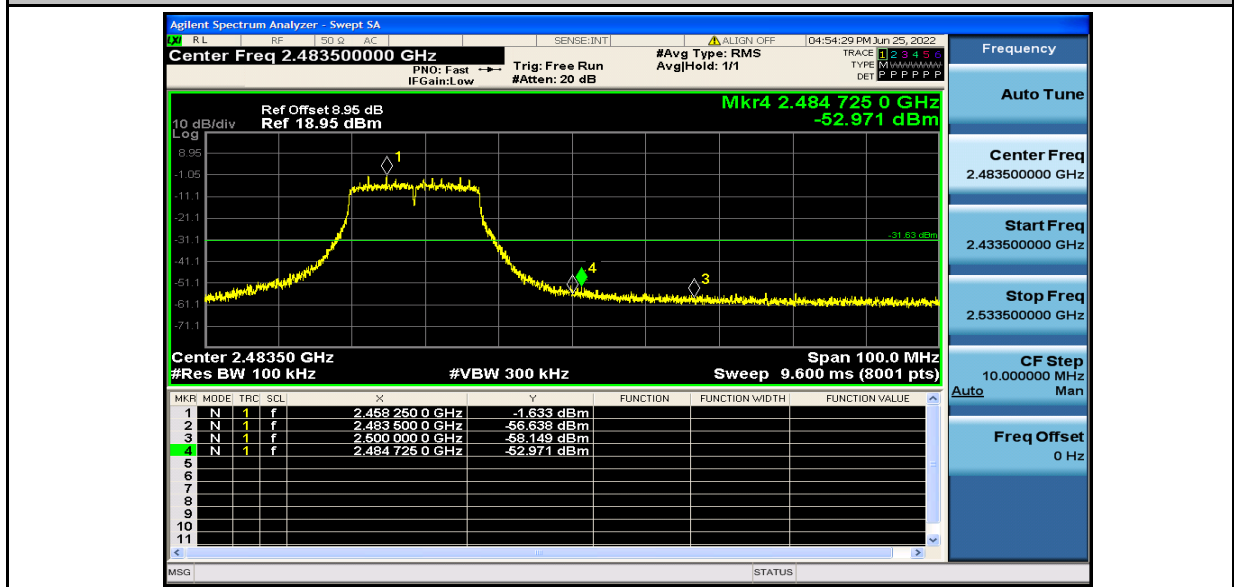 Agilent Spectrum Analyzer - Swept SA
LXI RL RF 50 Ω AC SENSE:INT ALIGN OFF 04:54:29 PM Jun 25, 2022
Center Freq 2.483500000 GHz
PNO: Fast
IFGain:Low
Trig: Free Run
#Atten: 20 dB
#Avg Type: RMS
Avg|Hold: 1/1
TRACE 1 2 3 4 5 6
TYPE M
DET P P P P P P
Mkr4 2.484 725 0 GHz
-52.971 dBm
Ref Offset 8.95 dB
10 dB/div Ref 18.95 dBm
Log
8.95
-1.05
-11.1
-21.1
-31.1
-41.1
-51.1
-61.1
-71.1
1
-31.63 dBm
4
3
Center 2.48350 GHz Span 100.0 MHz
#Res BW 100 kHz #VBW 300 kHz Sweep 9.600 ms (8001 pts)
MKR MODE TRC SCL X Y FUNCTION FUNCTION WIDTH FUNCTION VALUE
1 N 1 f 2.458 250 0 GHz -1.633 dBm
2 N 1 f 2.483 500 0 GHz -56.638 dBm
3 N 1 f 2.500 000 0 GHz -58.149 dBm
4 N 1 f 2.484 725 0 GHz -52.971 dBm
5
6
7
8
9
10
11
MSG STATUS
Frequency
Auto Tune
Center Freq
2.483500000 GHz
Start Freq
2.433500000 GHz
Stop Freq
2.533500000 GHz
CF Step
10.000000 MHz
Auto Man
Freq Offset
0 Hz